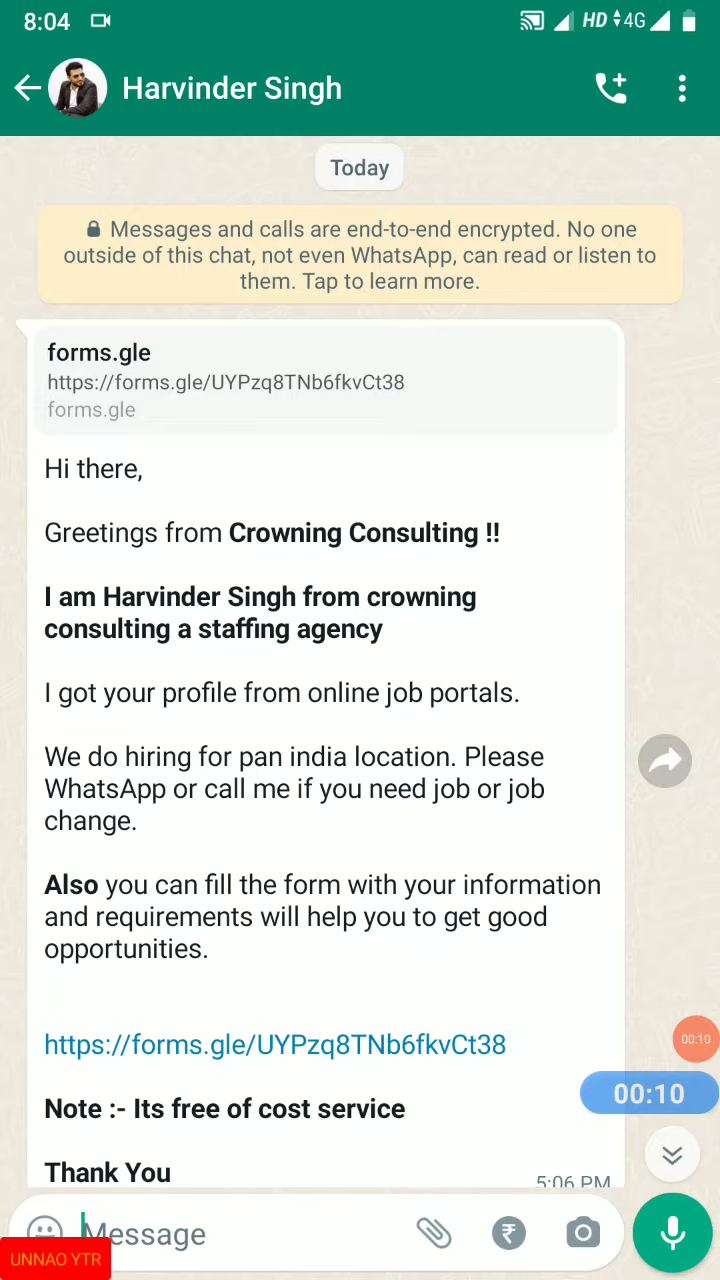 8:04
HD 4G
Harvinder Singh
Today
Messages and calls are end-to-end encrypted. No one
outside of this chat, not even WhatsApp, can read or listen to
them. Tap to learn more.
forms.gle
https://forms.gle/UYPzq8TNb6fkvCt38
forms.gle
Hi there,
Greetings from Crowning Consulting !!
I am Harvinder Singh from crowning
consulting a staffing agency
I got your profile from online job portals.
We do hiring for pan india location. Please
WhatsApp or call me if you need job or job
change.
Also you can fill the form with your information
and requirements will help you to get good
opportunities.
https://forms.gle/UYPzq8TNb6fkvCt38
00:10
00:10
Note :- Its free of cost service
Thank You
5:06 PM
Message
₹
UNNAO YTR